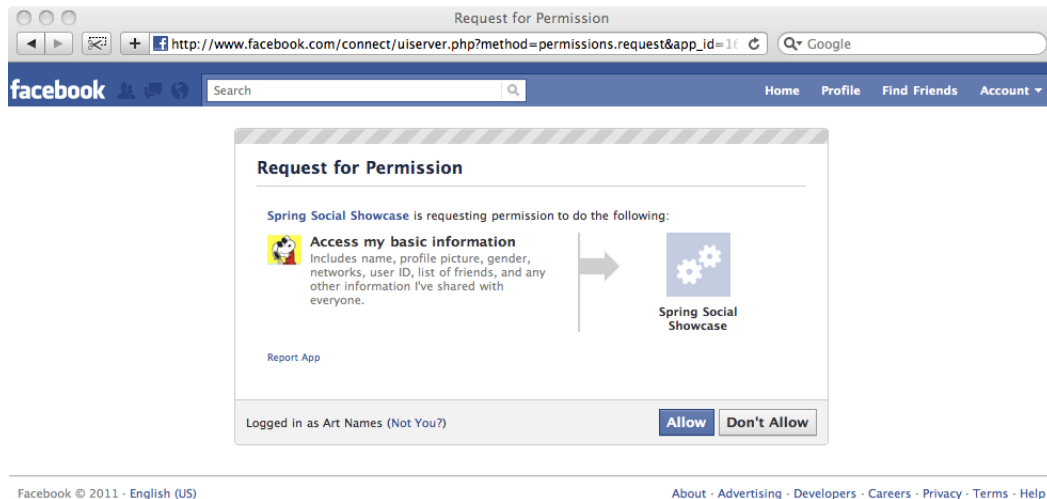 Request for Permission
http://www.facebook.com/connect/uiserver.php?method=permissions.request&app_id=16
Google
facebook
Search
Home Profile Find Friends Account
Request for Permission
Spring Social Showcase is requesting permission to do the following:
Access my basic information
Includes name, profile picture, gender,
networks, user ID, list of friends, and any
other information I've shared with
everyone.
Spring Social
Showcase
Report App
Logged in as Art Names (Not You?)
Allow
Don't Allow
Facebook © 2011 · English (US)
About · Advertising · Developers · Careers · Privacy · Terms · Help